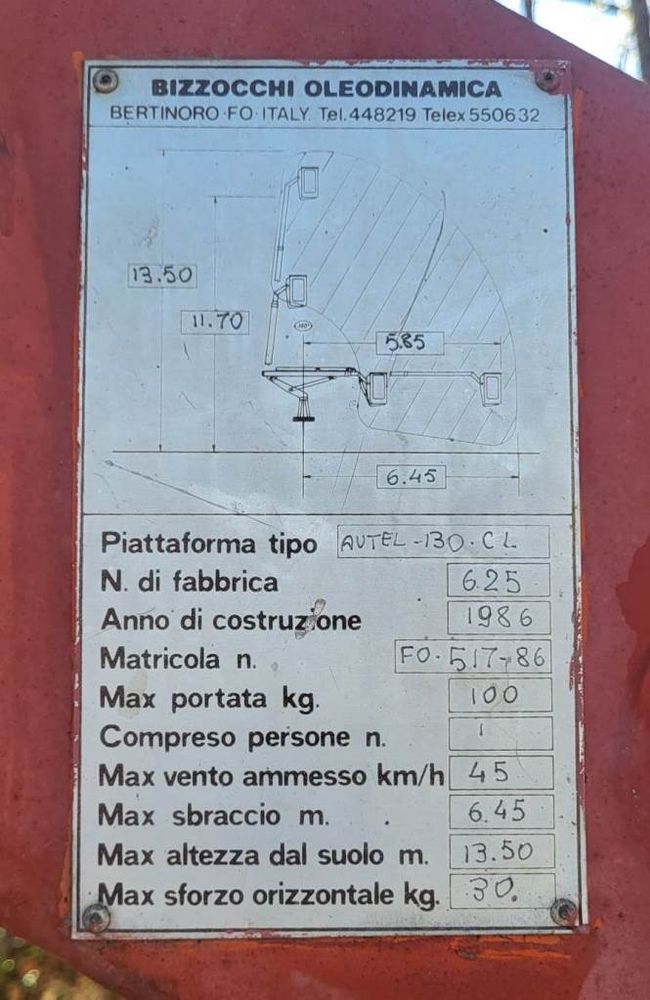 BIZZOCCHI OLEODINAMICA
BERTINORO·FO·ITALY. Tel.448219 Telex 550632
13.50
11.70
360°
5.85
6.45
Piattaforma tipo AUTEL-130.CL
N. di fabbrica 625
Anno di costruzione 1986
Matricola n. FO.517-86
Max portata kg. 100
Compreso persone n. 1
Max vento ammesso km/h 45
Max sbraccio m. 6.45
Max altezza dal suolo m. 13.50
Max sforzo orizzontale kg. 30.